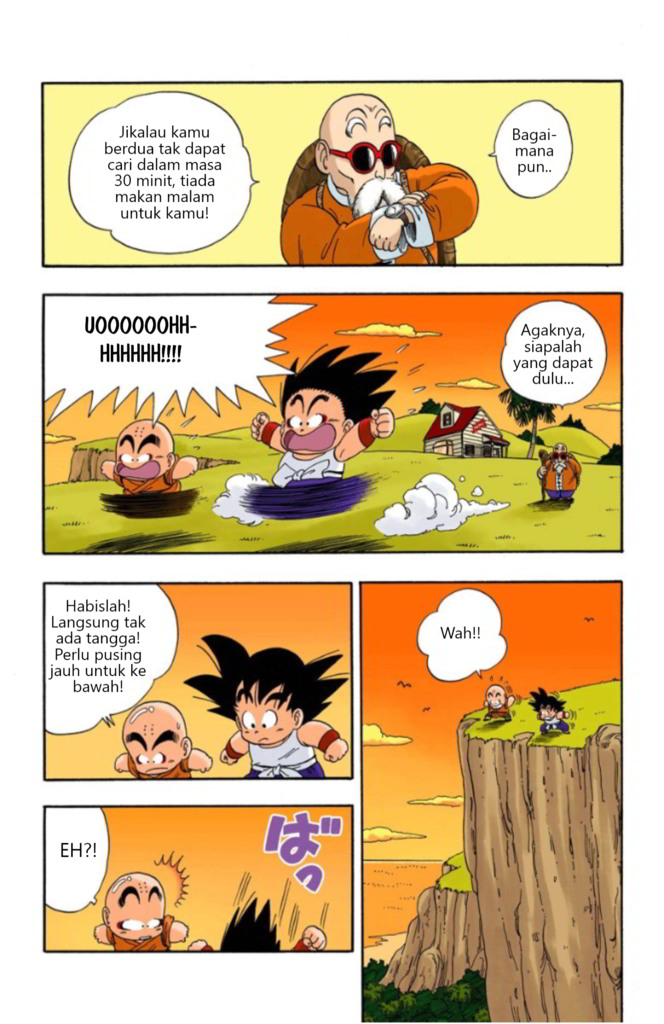 Bagai-
mana
pun..
Jikalau kamu
berdua tak dapat
cari dalam masa
30 minit, tiada
makan malam
untuk kamu!
Agaknya,
siapalah
yang dapat
dulu...
UOOOOOOHH-
HHHHHH!!!!
Wah!!
Habislah!
Langsung tak
ada tangga!
Perlu pusing
jauh untuk ke
bawah!
ばっ
EH?!